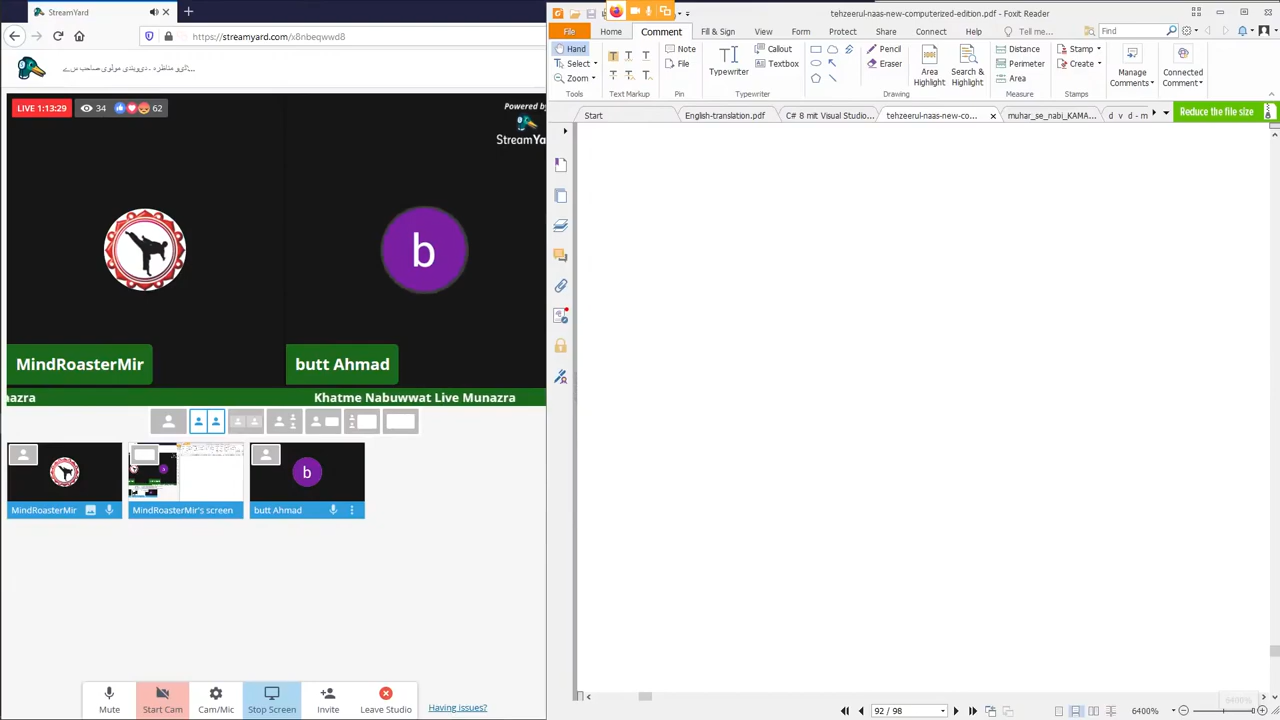 StreamYard
https://streamyard.com/x8nbeqwwd8
LIVE 1:13:29
34
62
Powered by
StreamYa
b
MindRoasterMir
butt Ahmad
nazra
Khatme Nabuwwat Live Munazra
b
MindRoasterMir
MindRoasterMir's screen
butt Ahmad
Mute
Start Cam
Cam/Mic
Stop Screen
Invite
Leave Studio
Having issues?
tehzeerul-naas-new-computerized-edition.pdf - Foxit Reader
File
Home
Comment
Fill & Sign
View
Form
Protect
Share
Connect
Help
Tell me...
Find
Hand
Select
Zoom
Tools
Text Markup
Note
File
Pin
Typewriter
Callout
Textbox
Typewriter
Pencil
Eraser
Drawing
Area Highlight
Search & Highlight
Distance
Perimeter
Area
Measure
Stamp
Create
Stamps
Manage Comments
Connected Comment
Start
English-translation.pdf
C# 8 mit Visual Studio...
tehzeerul-naas-new-co...
muhar_se_nabi_KAMA...
d v d - m
Reduce the file size
92 / 98
6400%
6400%